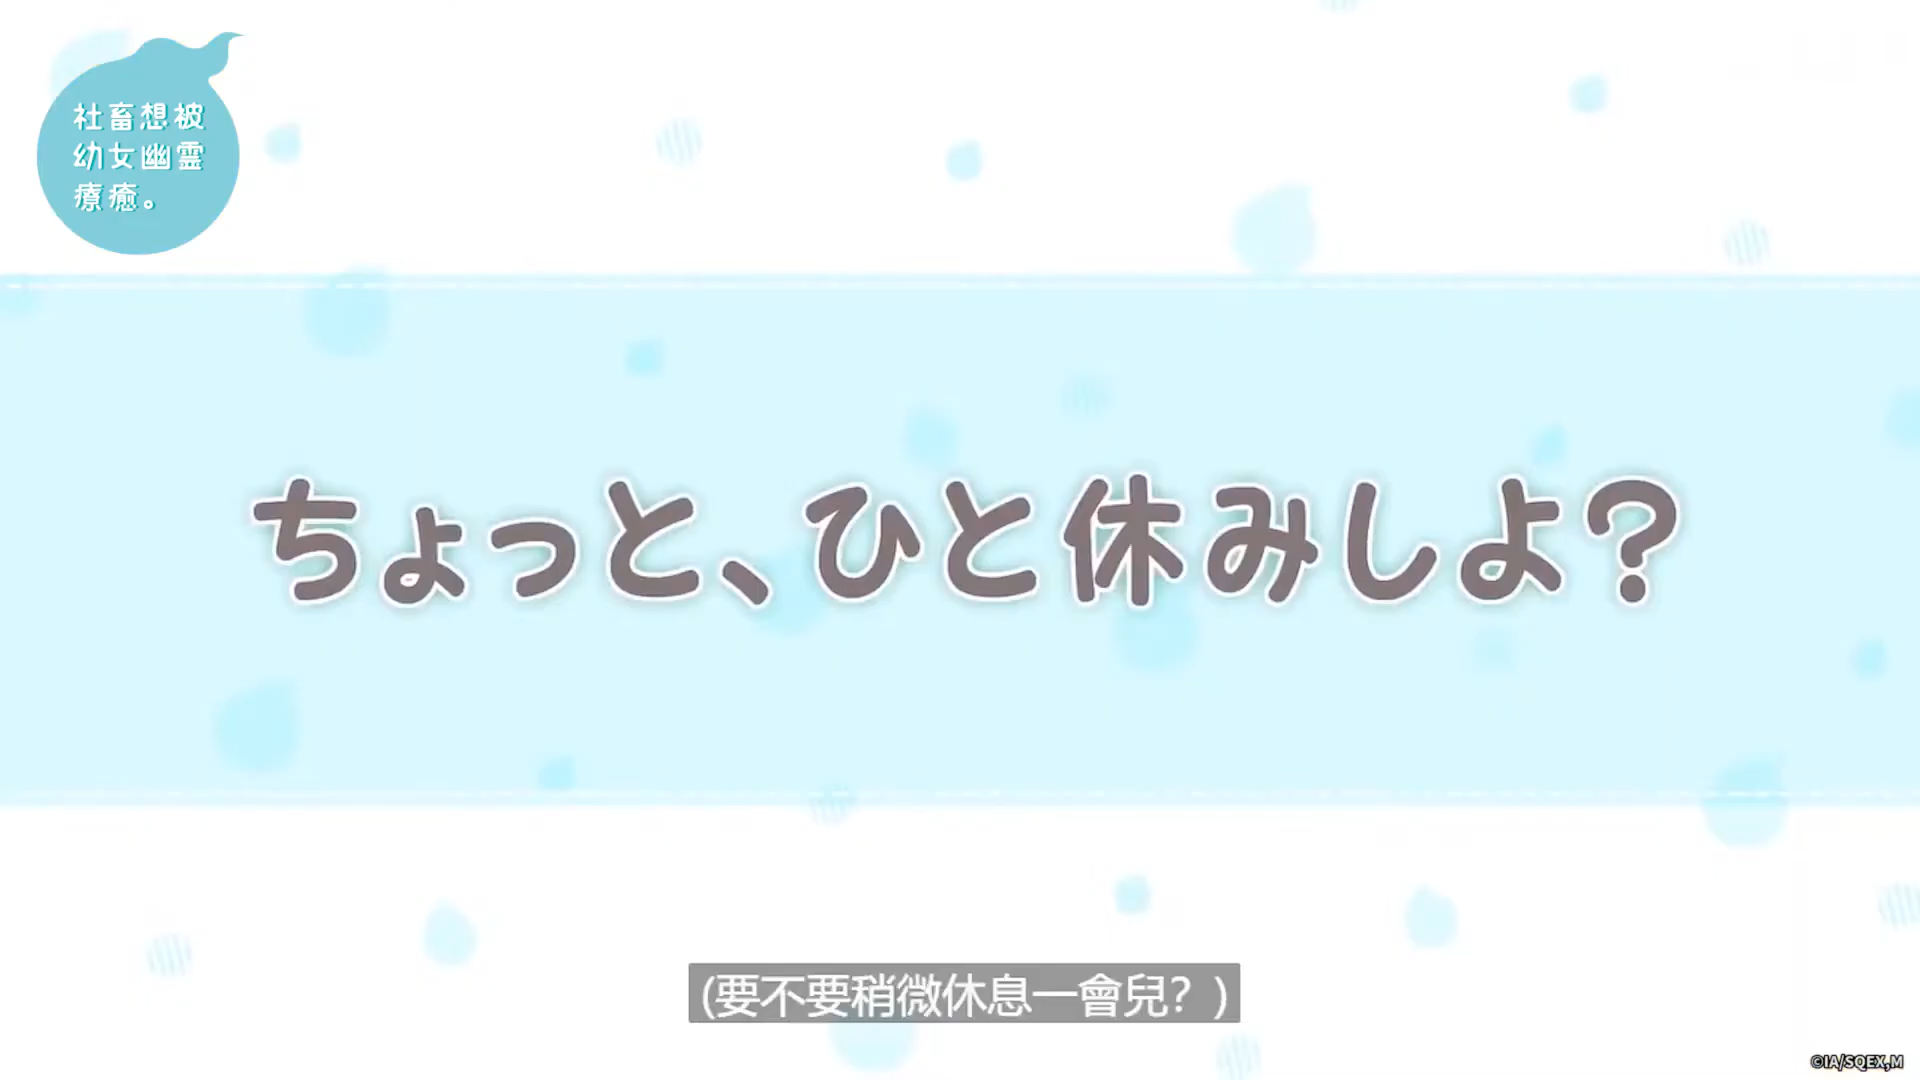 社畜想被
幼女幽靈
療癒。
ちょっと、ひと休みしよ？
(要不要稍微休息一會兒？)
©IA/SQEX,M